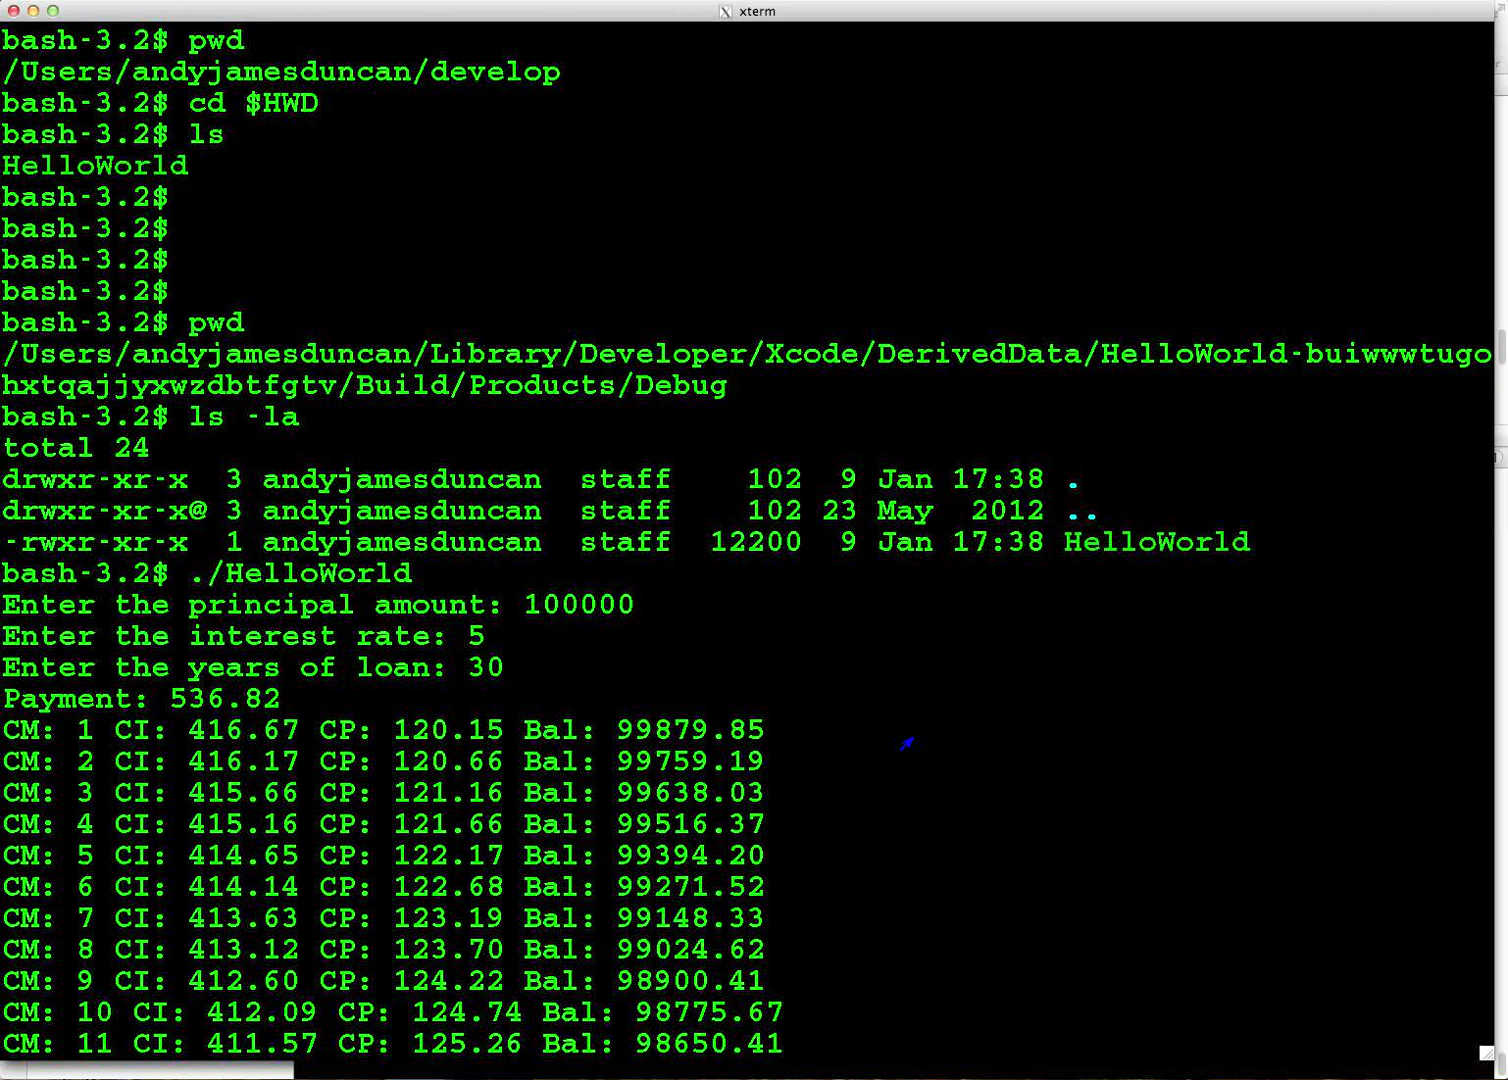 xterm
bash-3.2$ pwd
/Users/andyjamesduncan/develop
bash-3.2$ cd $HWD
bash-3.2$ ls
HelloWorld
bash-3.2$
bash-3.2$
bash-3.2$
bash-3.2$
bash-3.2$ pwd
/Users/andyjamesduncan/Library/Developer/Xcode/DerivedData/HelloWorld-buiwwwtugo
hxtqajjyxwzdbtfgtv/Build/Products/Debug
bash-3.2$ ls -la
total 24
drwxr-xr-x  3 andyjamesduncan  staff    102  9 Jan 17:38 .
drwxr-xr-x@ 3 andyjamesduncan  staff    102 23 May  2012 ..
-rwxr-xr-x  1 andyjamesduncan  staff  12200  9 Jan 17:38 HelloWorld
bash-3.2$ ./HelloWorld
Enter the principal amount: 100000
Enter the interest rate: 5
Enter the years of loan: 30
Payment: 536.82
CM: 1 CI: 416.67 CP: 120.15 Bal: 99879.85
CM: 2 CI: 416.17 CP: 120.66 Bal: 99759.19
CM: 3 CI: 415.66 CP: 121.16 Bal: 99638.03
CM: 4 CI: 415.16 CP: 121.66 Bal: 99516.37
CM: 5 CI: 414.65 CP: 122.17 Bal: 99394.20
CM: 6 CI: 414.14 CP: 122.68 Bal: 99271.52
CM: 7 CI: 413.63 CP: 123.19 Bal: 99148.33
CM: 8 CI: 413.12 CP: 123.70 Bal: 99024.62
CM: 9 CI: 412.60 CP: 124.22 Bal: 98900.41
CM: 10 CI: 412.09 CP: 124.74 Bal: 98775.67
CM: 11 CI: 411.57 CP: 125.26 Bal: 98650.41